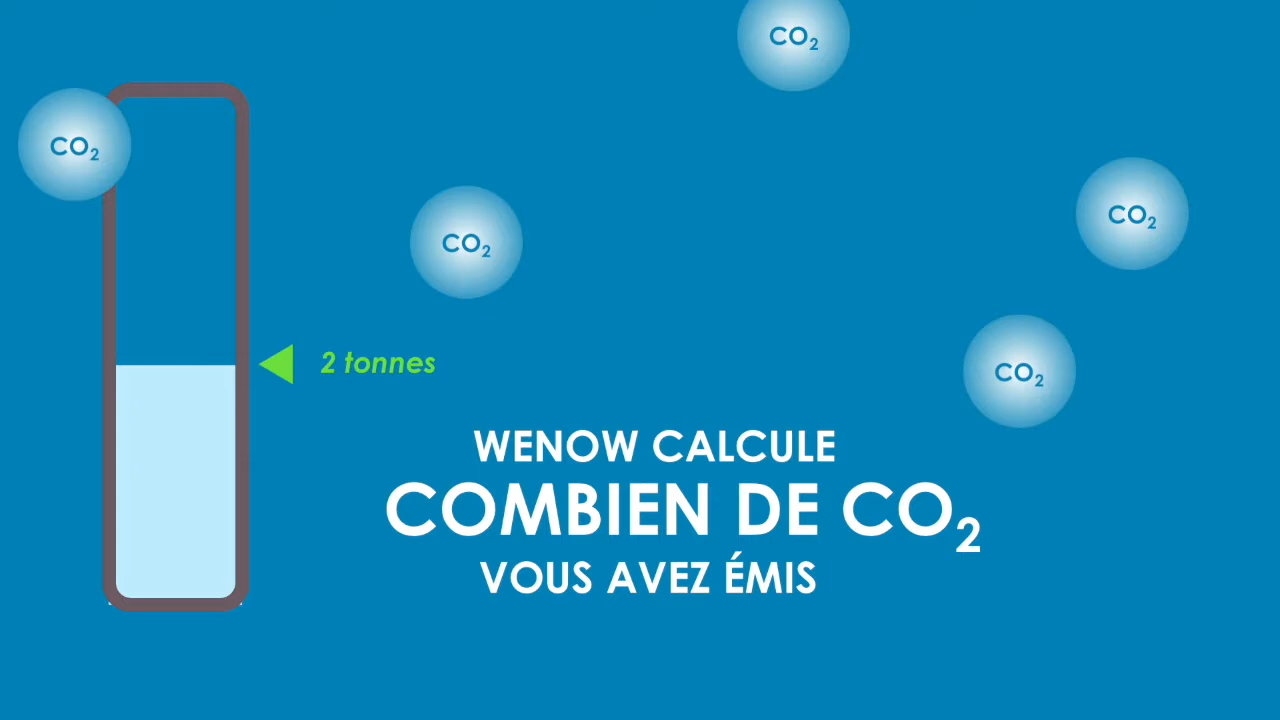 CO₂
CO₂
CO₂
CO₂
CO₂
2 tonnes
WENOW CALCULE
COMBIEN DE CO₂
VOUS AVEZ ÉMIS